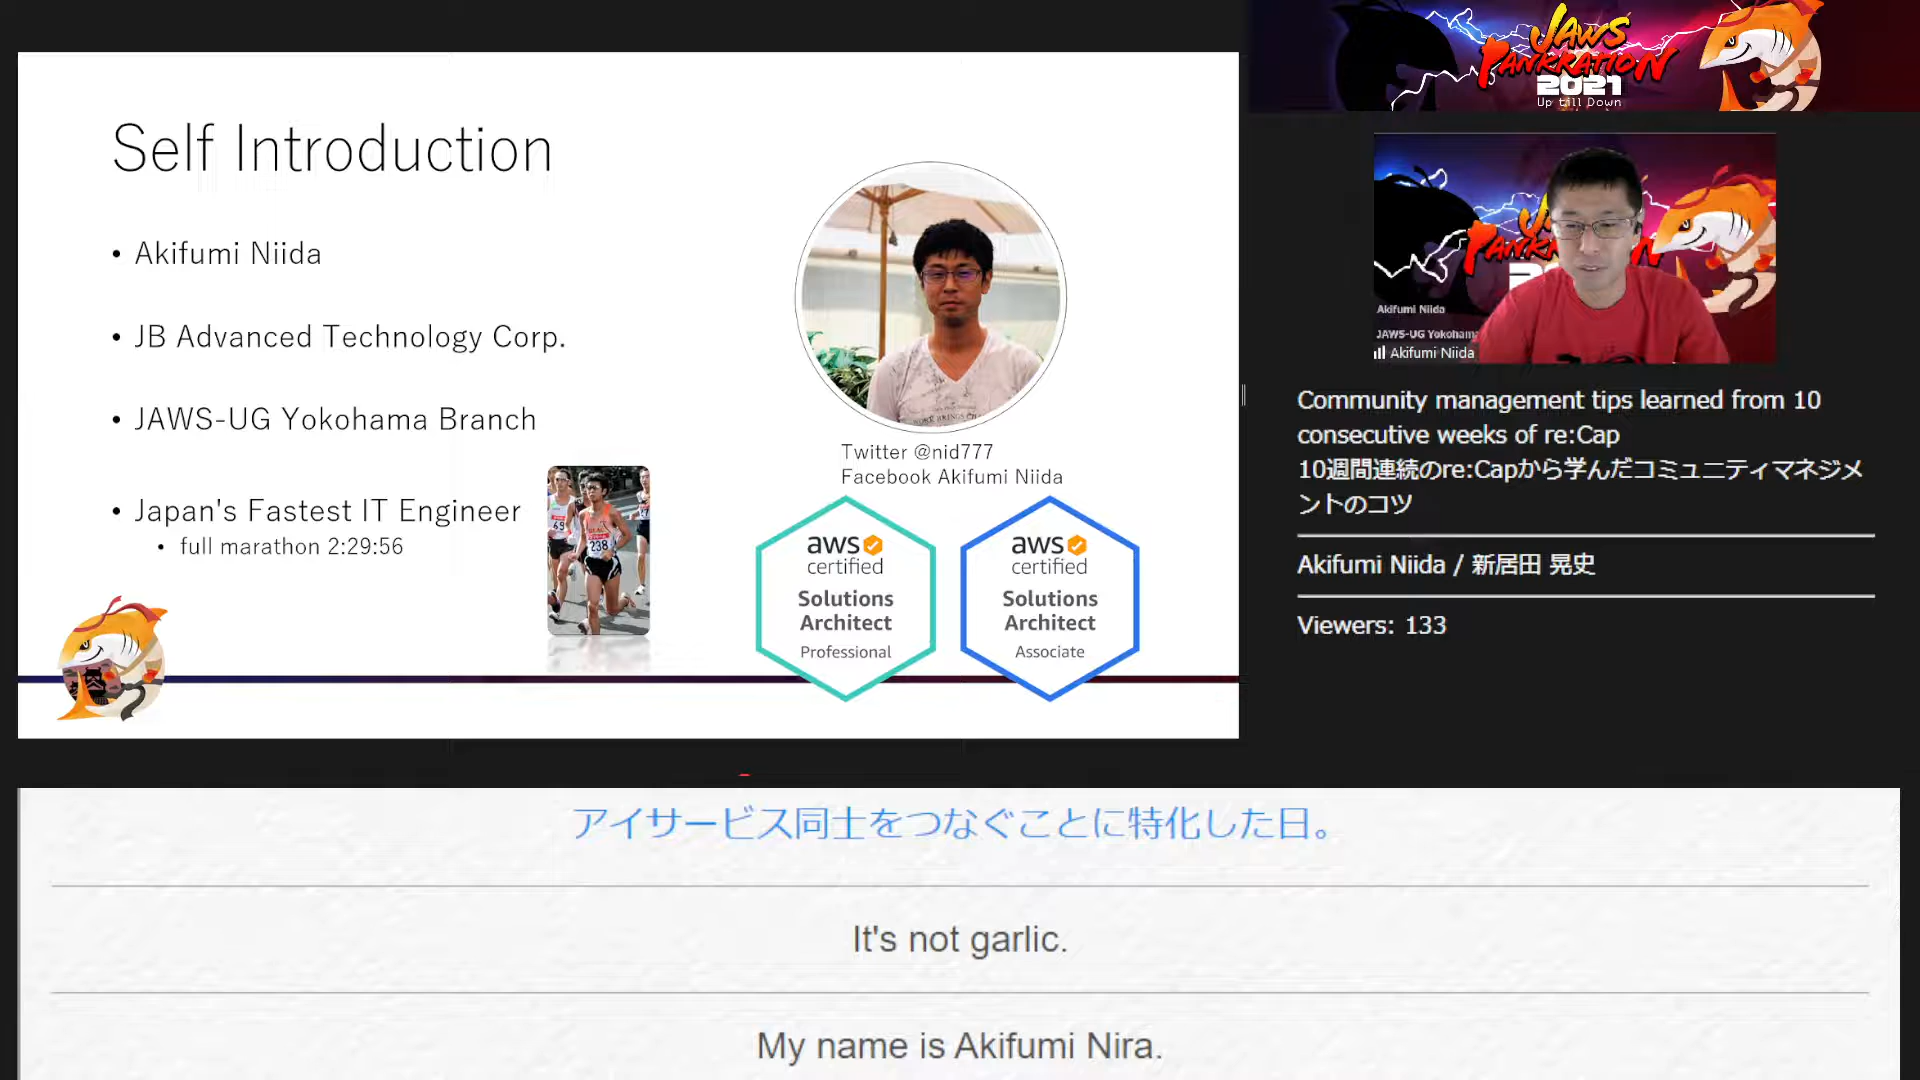 Self Introduction
• Akifumi Niida
• JB Advanced Technology Corp.
• JAWS-UG Yokohama Branch
• Japan's Fastest IT Engineer
• full marathon 2:29:56
238
Twitter @nid777
Facebook Akifumi Niida
aws
certified
Solutions
Architect
Professional
aws
certified
Solutions
Architect
Associate
JAWS
PANKRATION
2021
Up till Down
Akifumi Niida
JAWS-UG Yokohama
Akifumi Niida
Community management tips learned from 10
consecutive weeks of re:Cap
10週間連続のre:Capから学んだコミュニティマネジメ
ントのコツ
Akifumi Niida / 新居田 晃史
Viewers: 133
アイサービス同士をつなぐことに特化した日。
It's not garlic.
My name is Akifumi Nira.